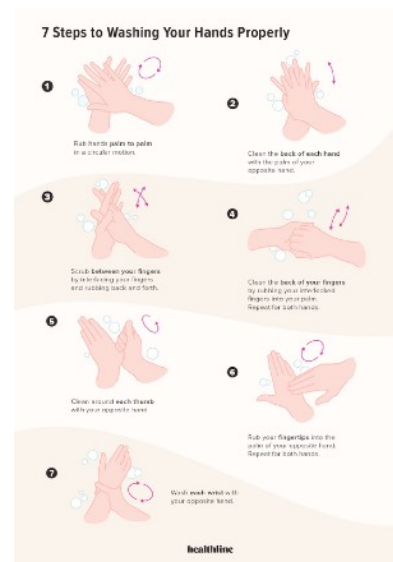 7 Steps to Washing Your Hands Properly
1
Rub hands palm to palm
in a circular motion.
2
Clean the back of each hand
with the palm of your
opposite hand.
3
Scrub between your fingers
by interlacing your fingers
and rubbing back and forth.
4
Clean the back of your fingers
by rubbing your interlocked
fingers into your palm.
Repeat for both hands.
5
Clean around each thumb
with your opposite hand.
6
Rub your fingertips into the
palm of your opposite hand.
Repeat for both hands.
7
Wash each wrist with
your opposite hand.
healthline